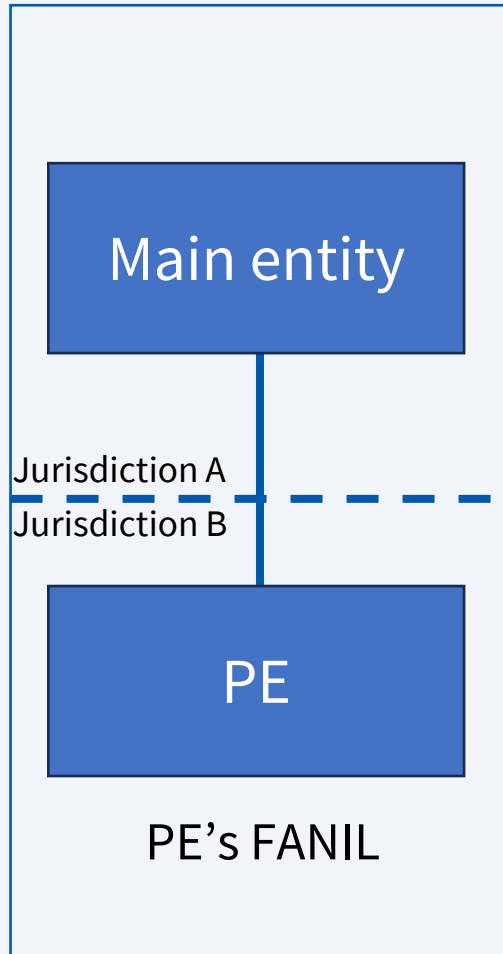 Main entity
Jurisdiction A
Jurisdiction B
PE
PE’s FANIL